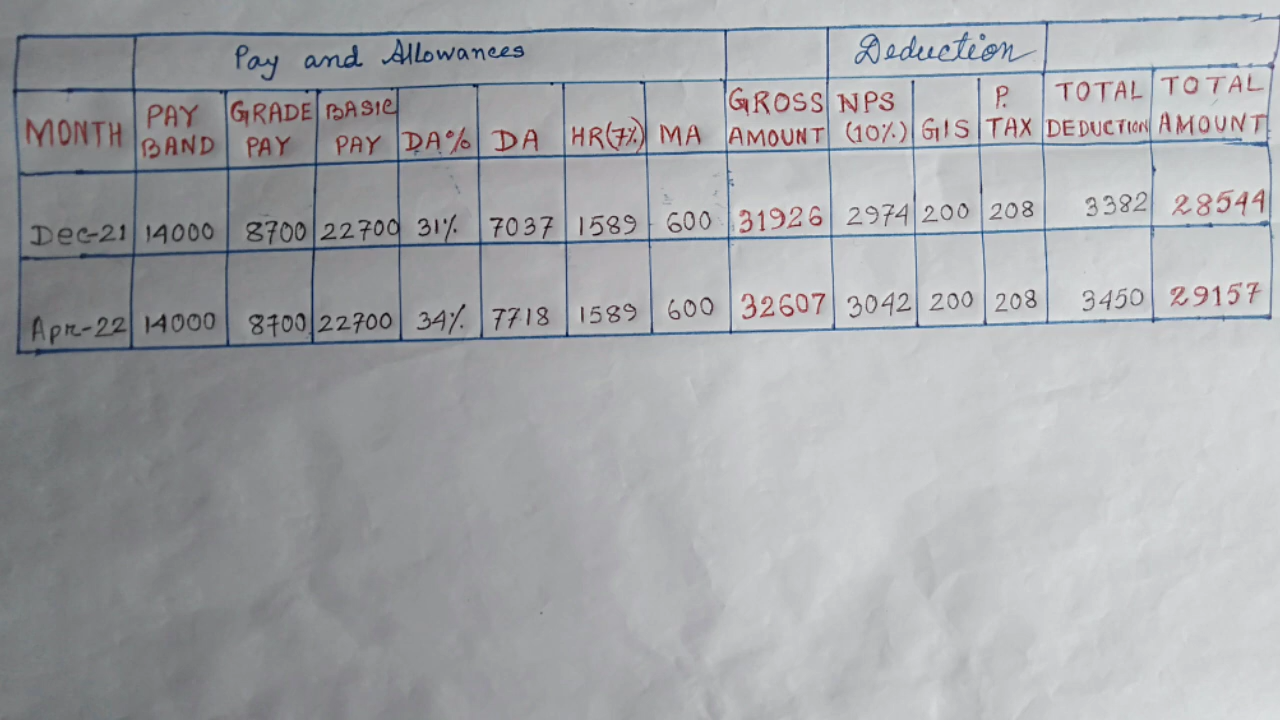 Pay and Allowances Deduction
MONTH PAY BAND GRADE PAY BASIC PAY DA% DA HR(7%) MA GROSS AMOUNT NPS (10%) GIS P. TAX TOTAL DEDUCTION TOTAL AMOUNT
Dec-21 14000 8700 22700 31% 7037 1589 600 31926 2974 200 208 3382 28544
Apr-22 14000 8700 22700 34% 7718 1589 600 32607 3042 200 208 3450 29157